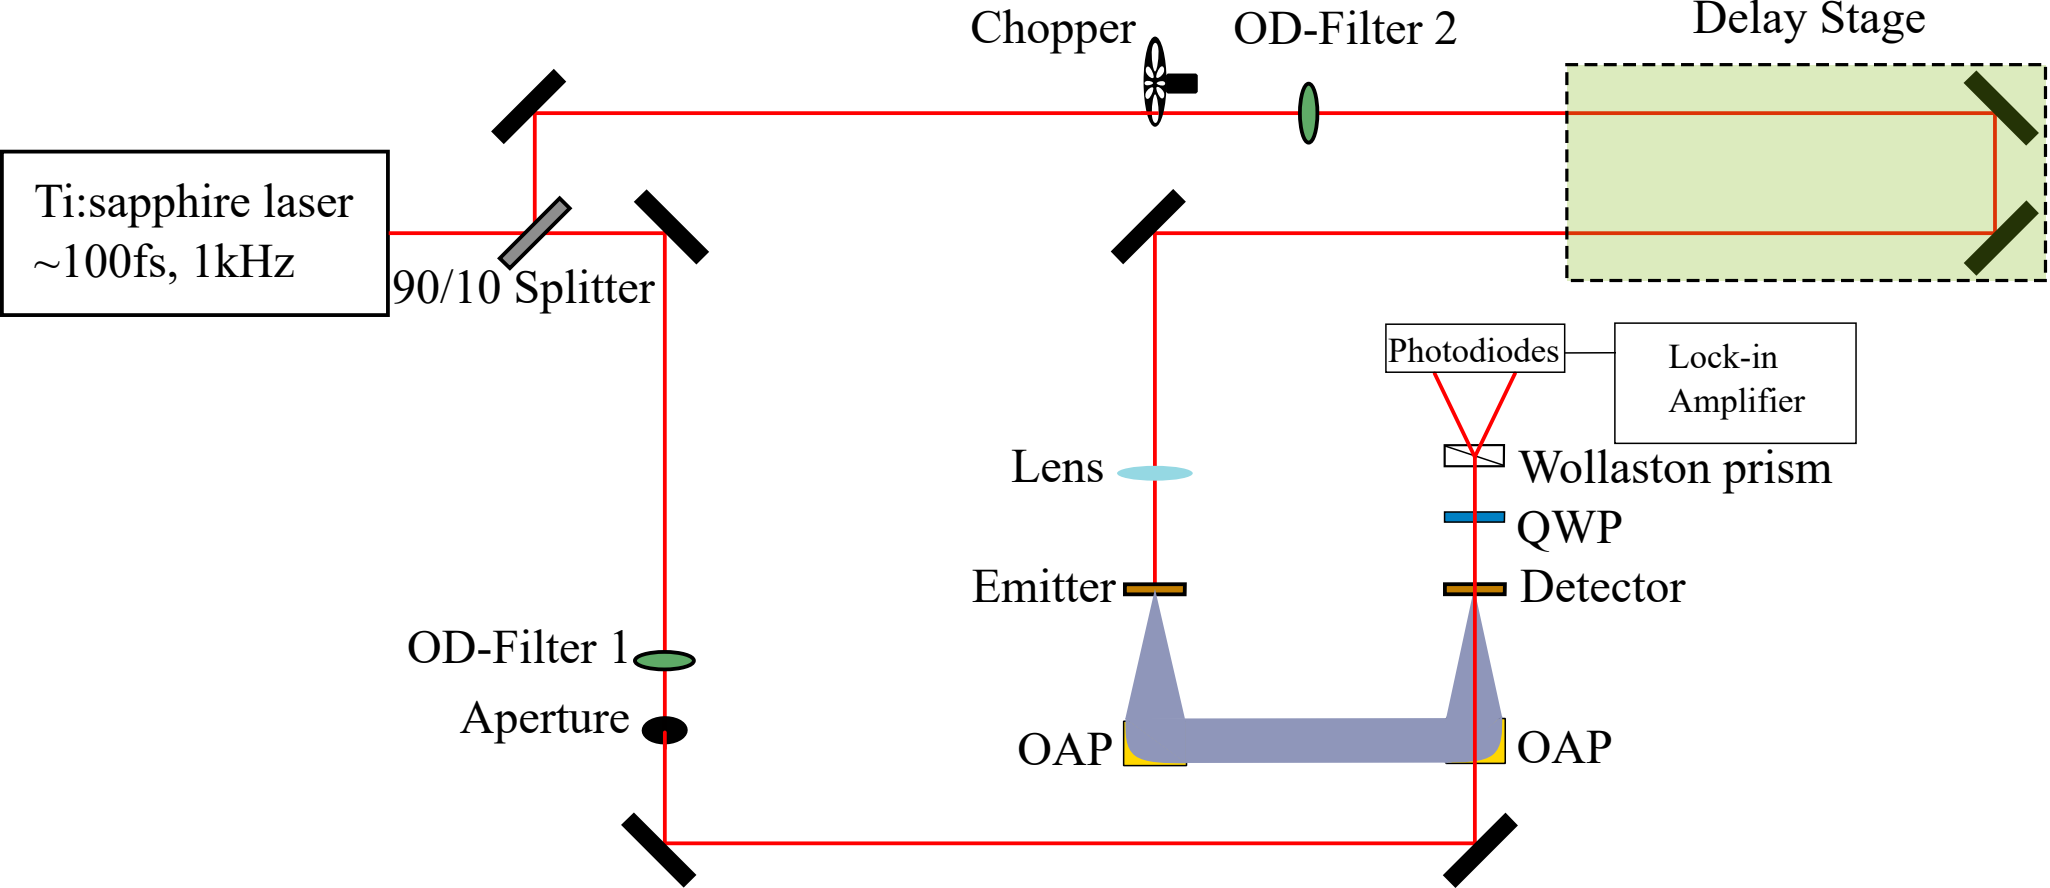 Delay Stage
Chopper
OD-Filter 2
Ti:sapphire laser
~100fs, 1kHz
90/10 Splitter
Photodiodes
Lock-in
Amplifier
Lens
Wollaston prism
QWP
Emitter
Detector
OD-Filter 1
Aperture
OAP
OAP